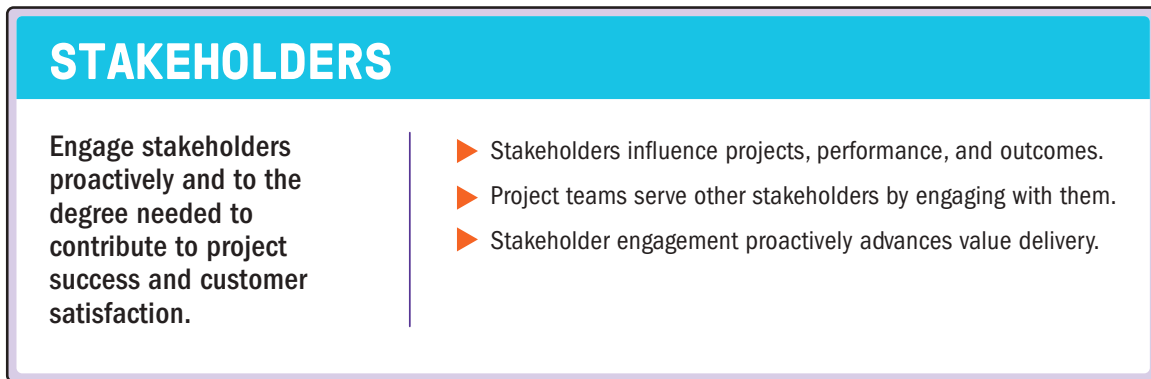 STAKEHOLDERS
Engage stakeholders
proactively and to the
degree needed to
contribute to project
success and customer
satisfaction.
Stakeholders influence projects, performance, and outcomes.
Project teams serve other stakeholders by engaging with them.
Stakeholder engagement proactively advances value delivery.